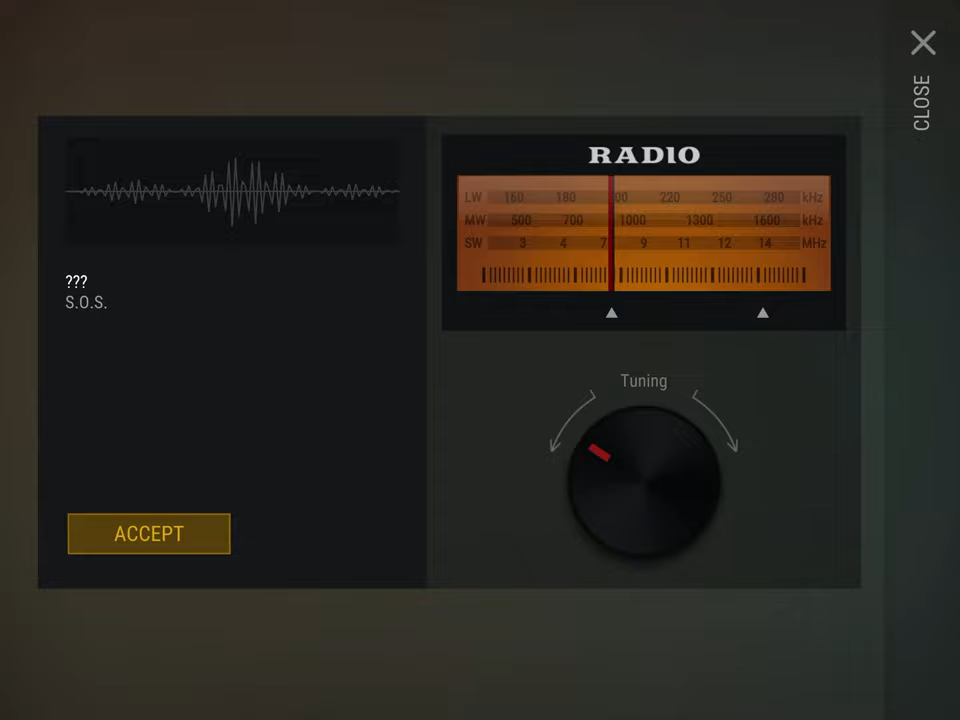 CLOSE
RADIO
LW 160 180 00 220 250 280 kHz
MW 500 700 1000 1300 1600 kHz
SW 3 4 7 9 11 12 14 MHz
???
S.O.S.
Tuning
ACCEPT